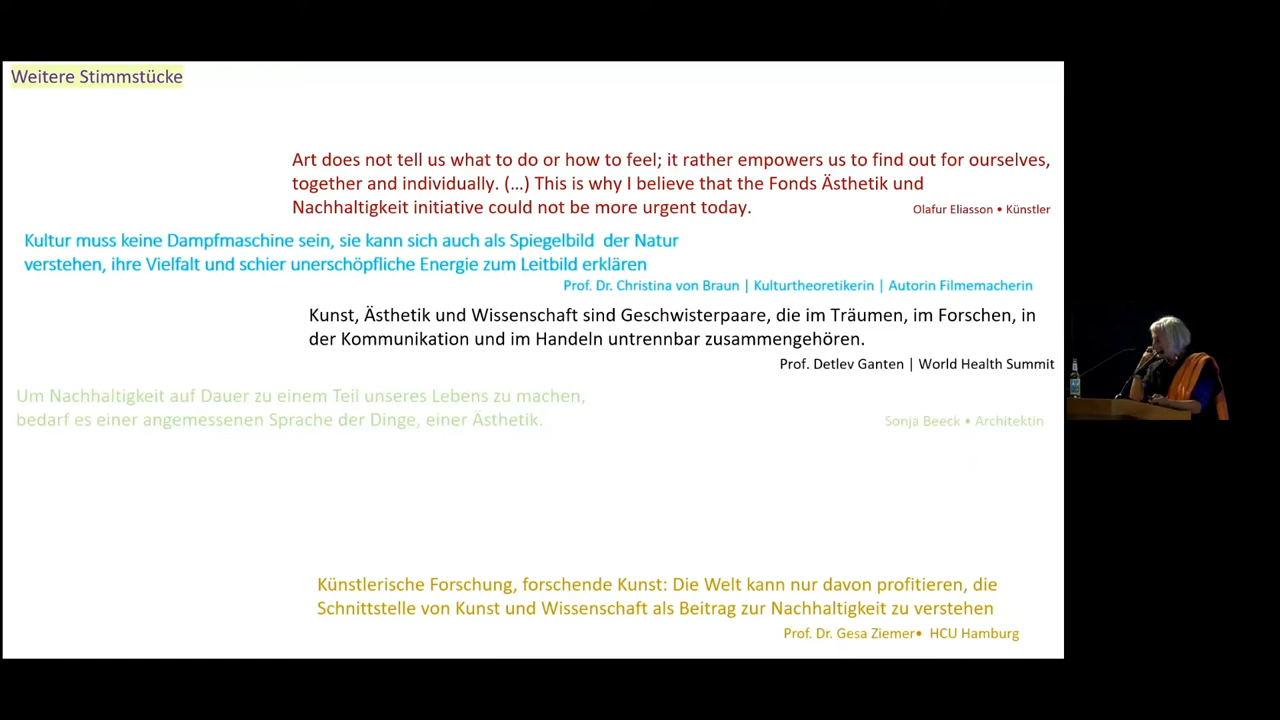 Weitere Stimmstücke
Art does not tell us what to do or how to feel; it rather empowers us to find out for ourselves,
together and individually. (...) This is why I believe that the Fonds Ästhetik und
Nachhaltigkeit initiative could not be more urgent today.
Olafur Eliasson • Künstler
Kultur muss keine Dampfmaschine sein, sie kann sich auch als Spiegelbild der Natur
verstehen, ihre Vielfalt und schier unerschöpfliche Energie zum Leitbild erklären
Prof. Dr. Christina von Braun | Kulturtheoretikerin | Autorin Filmemacherin
Kunst, Ästhetik und Wissenschaft sind Geschwisterpaare, die im Träumen, im Forschen, in
der Kommunikation und im Handeln untrennbar zusammengehören.
Prof. Detlev Ganten | World Health Summit
Um Nachhaltigkeit auf Dauer zu einem Teil unseres Lebens zu machen,
bedarf es einer angemessenen Sprache der Dinge, einer Ästhetik.
Sonja Beeck • Architektin
Künstlerische Forschung, forschende Kunst: Die Welt kann nur davon profitieren, die
Schnittstelle von Kunst und Wissenschaft als Beitrag zur Nachhaltigkeit zu verstehen
Prof. Dr. Gesa Ziemer• HCU Hamburg